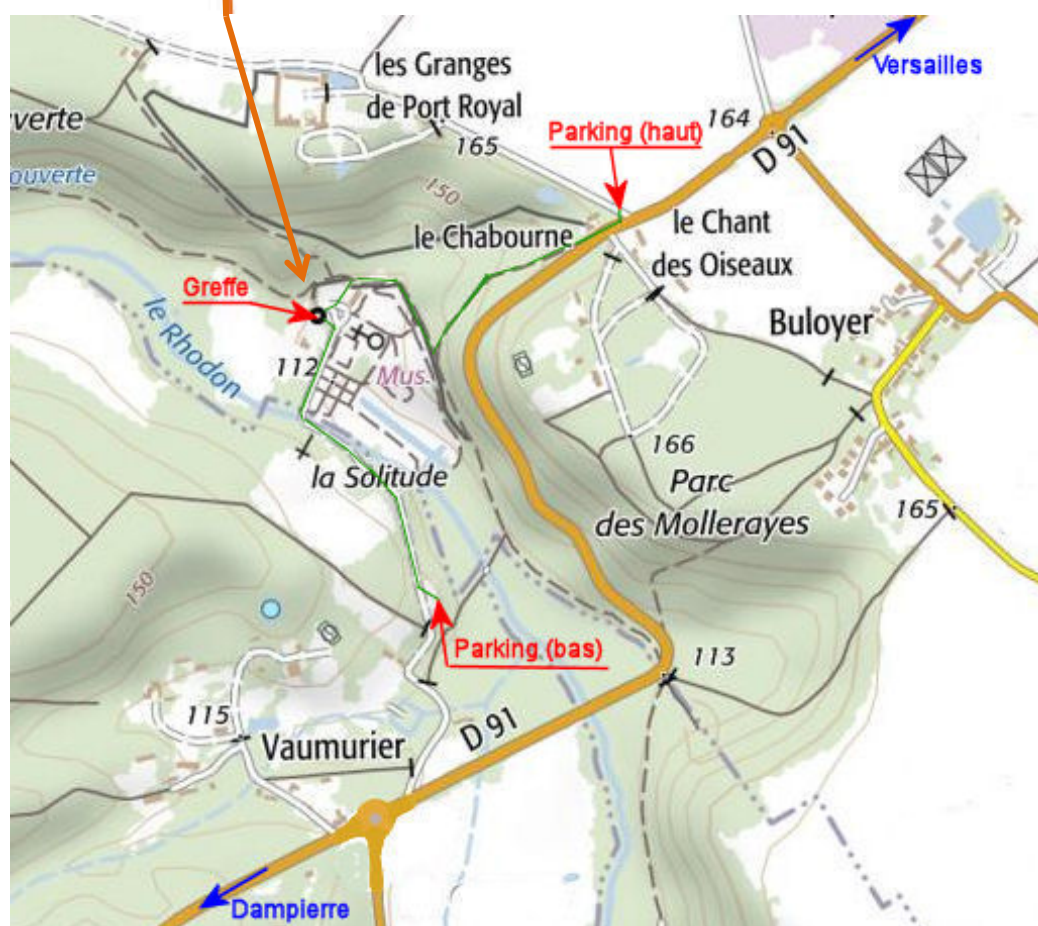 Versailles
les Granges
de Port Royal
164
verte
Parking (haut)
165
D 91
ouverte
150
le Chabourne
le Chant
des Oiseaux
Greffe
le Rhodon
Buloyer
112
Mus.
166
la Solitude
Parc
des Mollerayes
165
150
Parking (bas)
113
115
Vaumurier
D 91
Dampierre